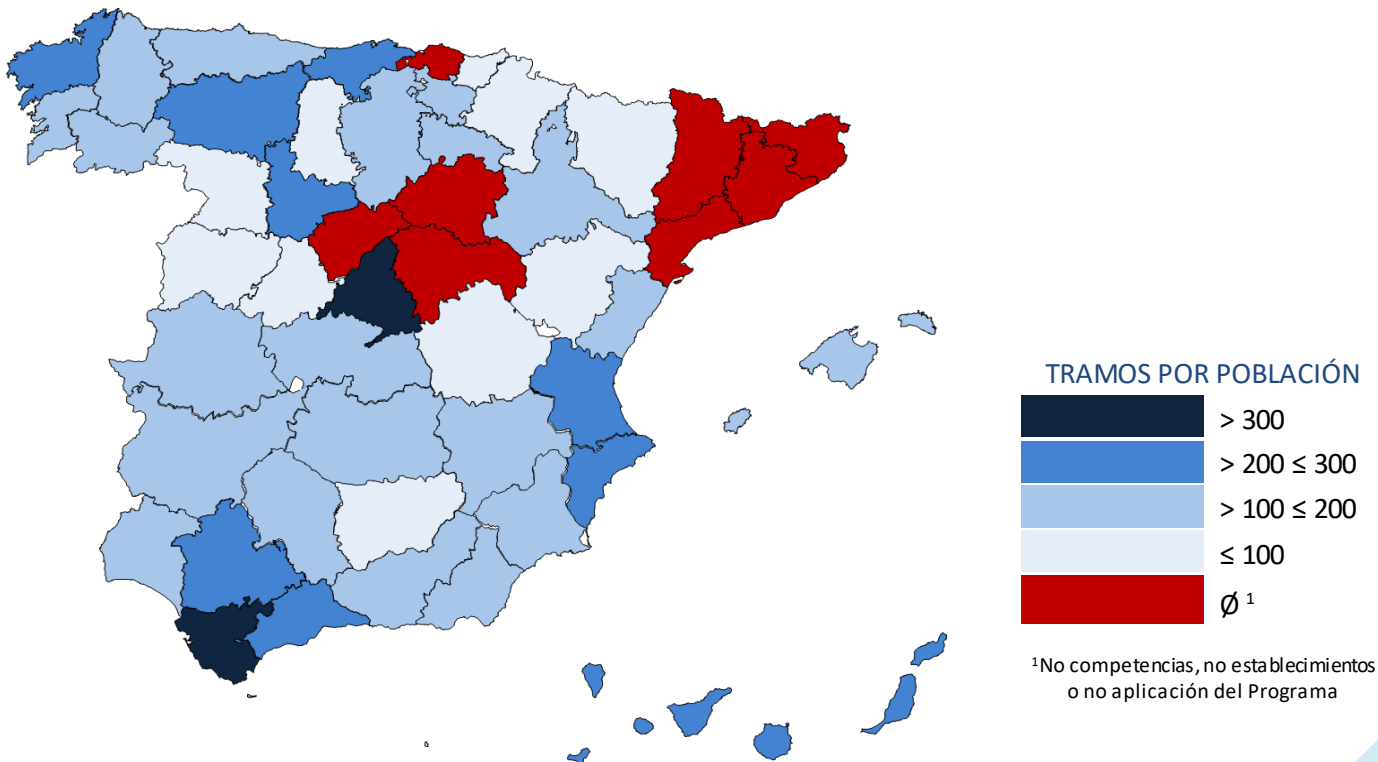 TRAMOS POR POBLACIÓN
> 300
> 200 ≤ 300
> 100 ≤ 200
≤ 100
Ø ¹
¹No competencias, no establecimientos
o no aplicación del Programa